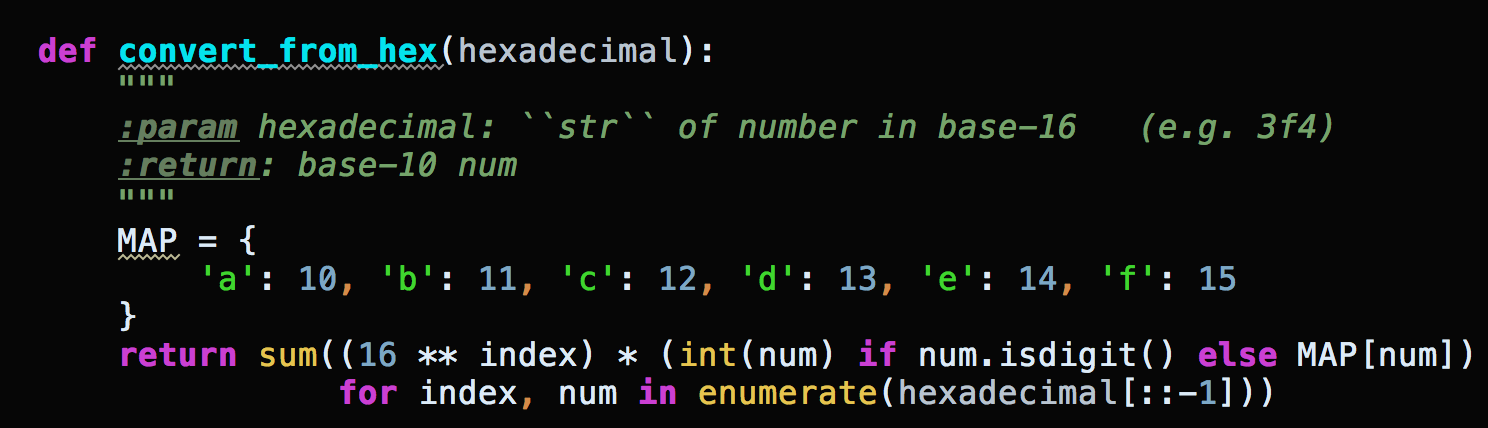 def convert_from_hex(hexadecimal):
    """
    :param hexadecimal: ``str`` of number in base-16   (e.g. 3f4)
    :return: base-10 num
    """
    MAP = {
        'a': 10, 'b': 11, 'c': 12, 'd': 13, 'e': 14, 'f': 15
    }
    return sum((16 ** index) * (int(num) if num.isdigit() else MAP[num])
               for index, num in enumerate(hexadecimal[::-1]))